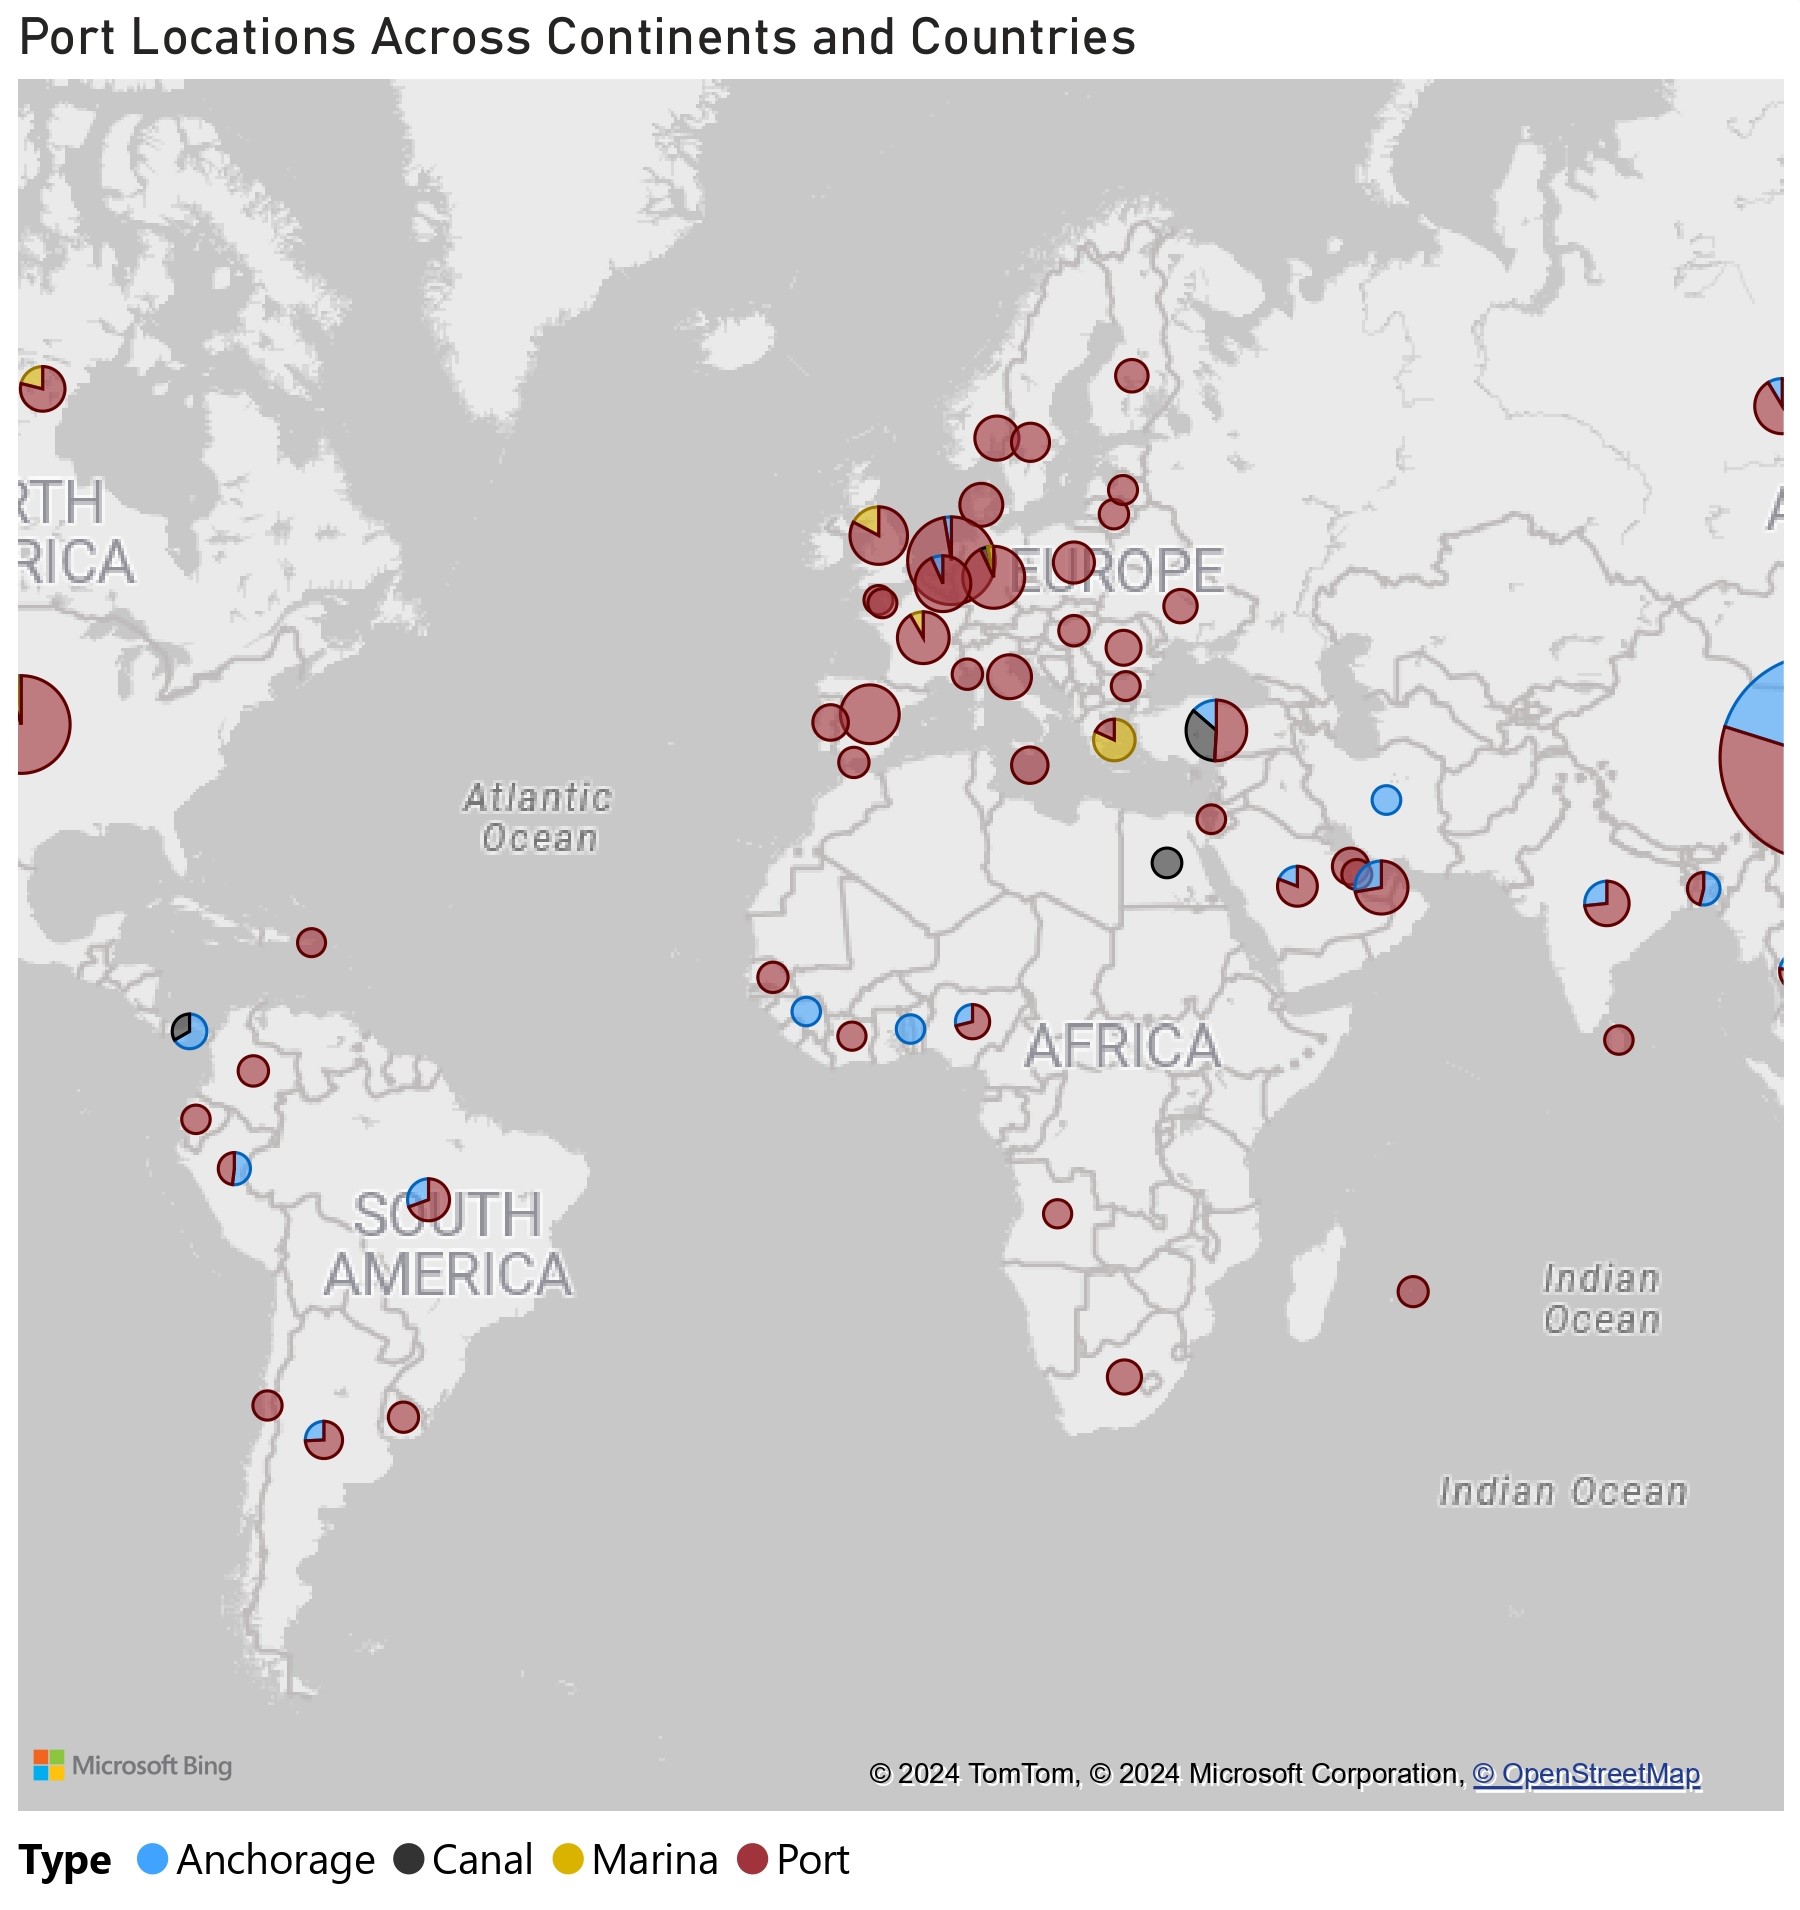 Port Locations Across Continents and Countries
RTH
RICA
EUROPE
A
Atlantic
Ocean
AFRICA
SOUTH
AMERICA
Indian
Ocean
Indian Ocean
Microsoft Bing
© 2024 TomTom, © 2024 Microsoft Corporation, © OpenStreetMap
Type Anchorage Canal Marina Port